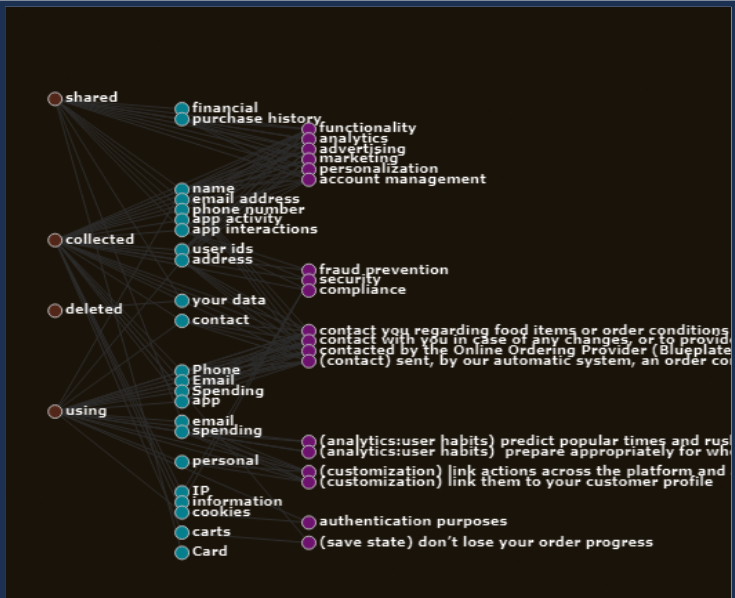 shared
financial
purchase history
functionality
analytics
advertising
marketing
personalization
account management
name
email address
phone number
app activity
app interactions
collected
user ids
address
fraud prevention
security
compliance
your data
deleted
contact
contact you regarding food items or order conditions
contact with you in case of any changes, or to provid
contacted by the Online Ordering Provider (Blueplate
(contact) sent, by our automatic system, an order co
Phone
Email
Spending
app
using
email
spending
(analytics:user habits) predict popular times and rus
(analytics:user habits) prepare appropriately for wh
personal
(customization) link actions across the platform and
(customization) link them to your customer profile
IP
information
cookies
authentication purposes
carts
(save state) don't lose your order progress
Card